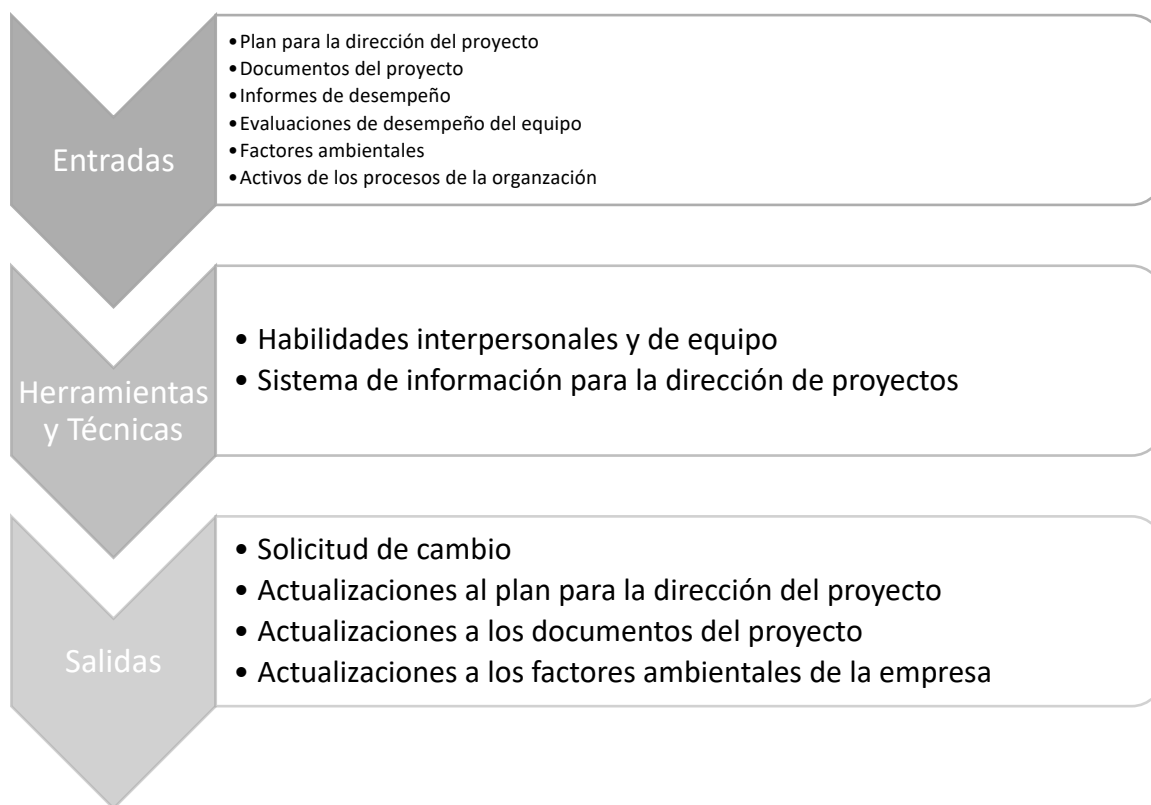 Entradas
•Plan para la dirección del proyecto
•Documentos del proyecto
•Informes de desempeño
•Evaluaciones de desempeño del equipo
•Factores ambientales
•Activos de los procesos de la organzación
Herramientas
y Técnicas
• Habilidades interpersonales y de equipo
• Sistema de información para la dirección de proyectos
Salidas
• Solicitud de cambio
• Actualizaciones al plan para la dirección del proyecto
• Actualizaciones a los documentos del proyecto
• Actualizaciones a los factores ambientales de la empresa